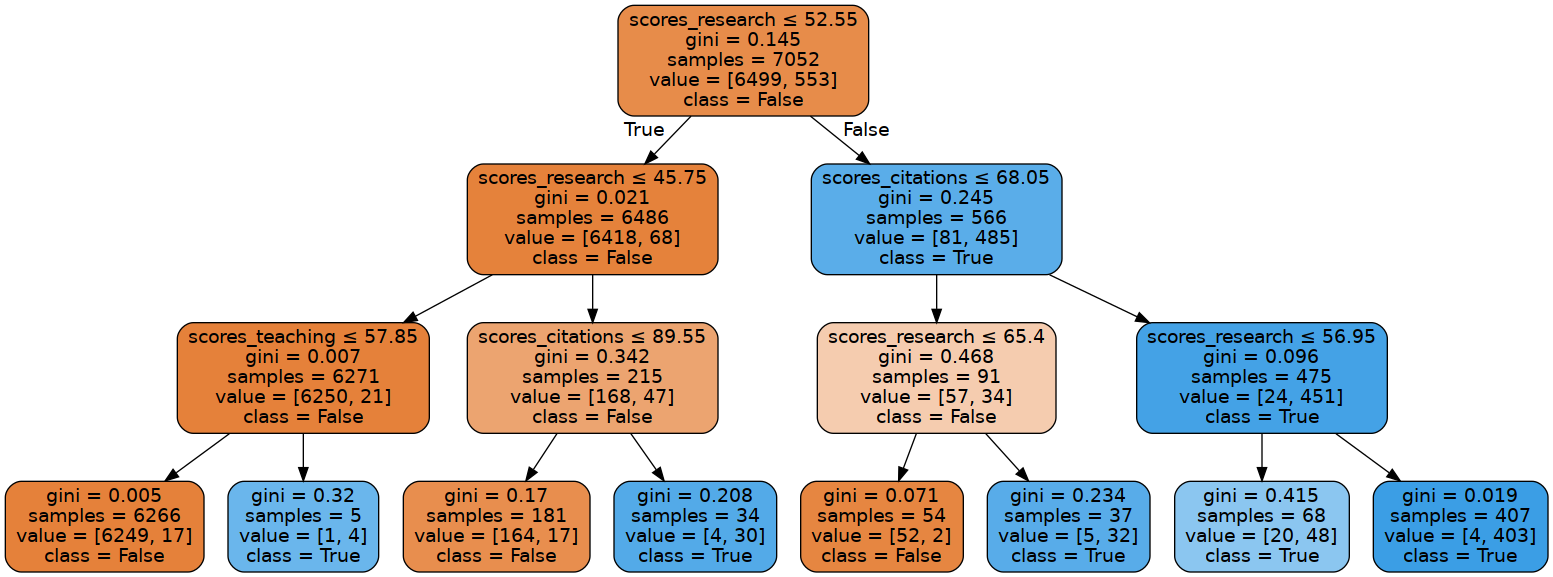 scores_research ≤ 52.55
gini = 0.145
samples = 7052
value = [6499, 553]
class = False
True
False
scores_research ≤ 45.75
gini = 0.021
samples = 6486
value = [6418, 68]
class = False
scores_citations ≤ 68.05
gini = 0.245
samples = 566
value = [81, 485]
class = True
scores_teaching ≤ 57.85
gini = 0.007
samples = 6271
value = [6250, 21]
class = False
scores_citations ≤ 89.55
gini = 0.342
samples = 215
value = [168, 47]
class = False
scores_research ≤ 65.4
gini = 0.468
samples = 91
value = [57, 34]
class = False
scores_research ≤ 56.95
gini = 0.096
samples = 475
value = [24, 451]
class = True
gini = 0.005
samples = 6266
value = [6249, 17]
class = False
gini = 0.32
samples = 5
value = [1, 4]
class = True
gini = 0.17
samples = 181
value = [164, 17]
class = False
gini = 0.208
samples = 34
value = [4, 30]
class = True
gini = 0.071
samples = 54
value = [52, 2]
class = False
gini = 0.234
samples = 37
value = [5, 32]
class = True
gini = 0.415
samples = 68
value = [20, 48]
class = True
gini = 0.019
samples = 407
value = [4, 403]
class = True